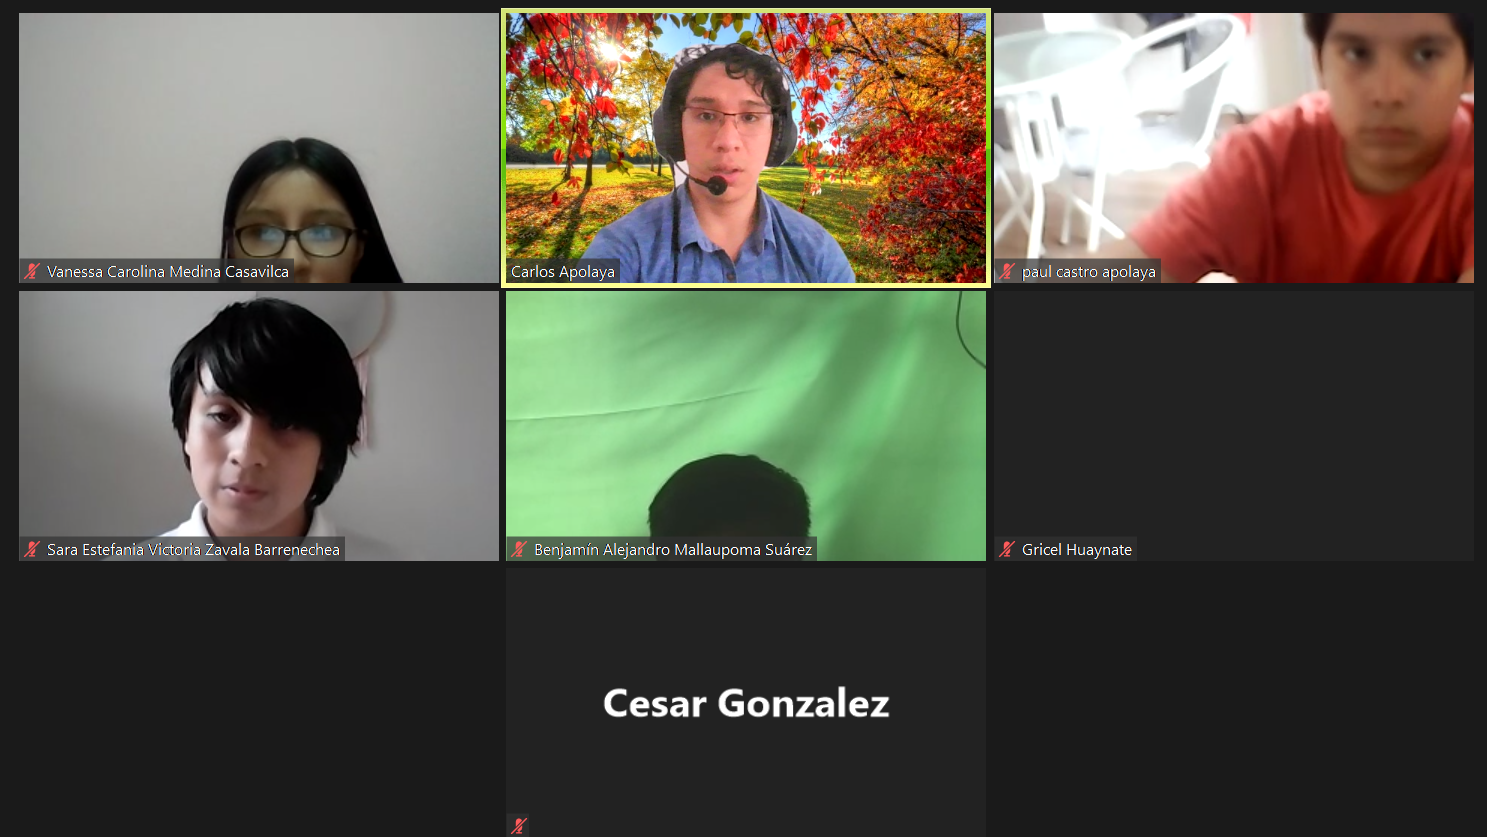 Vanessa Carolina Medina Casavilca
Carlos Apolaya
paul castro apolaya
Sara Estefania Victoria Zavala Barrenechea
Benjamín Alejandro Mallaupoma Suárez
Gricel Huaynate
Cesar Gonzalez